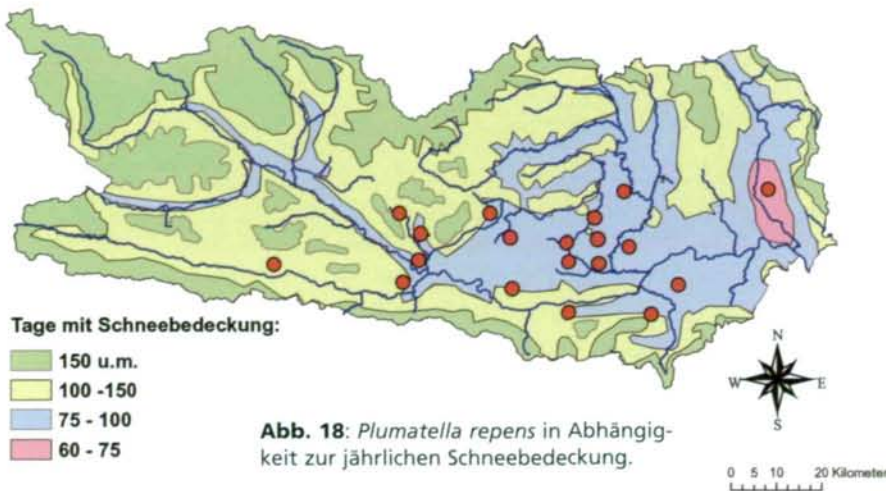 Tage mit Schneebedeckung:
150 u.m.
100 -150
75 - 100
60 - 75
Abb. 18: Plumatella repens in Abhängig-
keit zur jährlichen Schneebedeckung.
N
W E
S
0 5 10 20 Kilometer